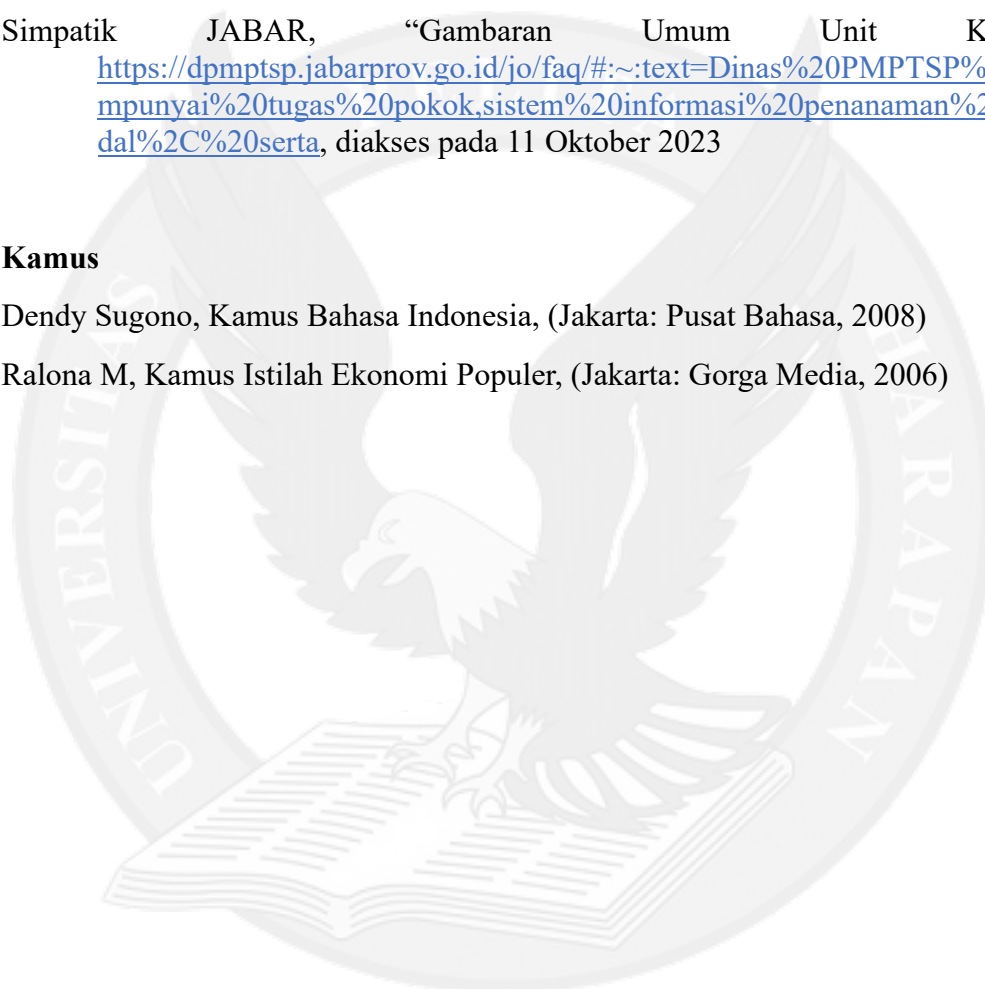 Simpatik JABAR, “Gambaran Umum Unit K
https://dpmptsp.jabarprov.go.id/jo/faq/#:~:text=Dinas%20PMPTSP%
mpunyai%20tugas%20pokok,sistem%20informasi%20penanaman%2
dal%2C%20serta, diakses pada 11 Oktober 2023
Kamus
Dendy Sugono, Kamus Bahasa Indonesia, (Jakarta: Pusat Bahasa, 2008)
Ralona M, Kamus Istilah Ekonomi Populer, (Jakarta: Gorga Media, 2006)
UNIVERSITAS
HARAPAN